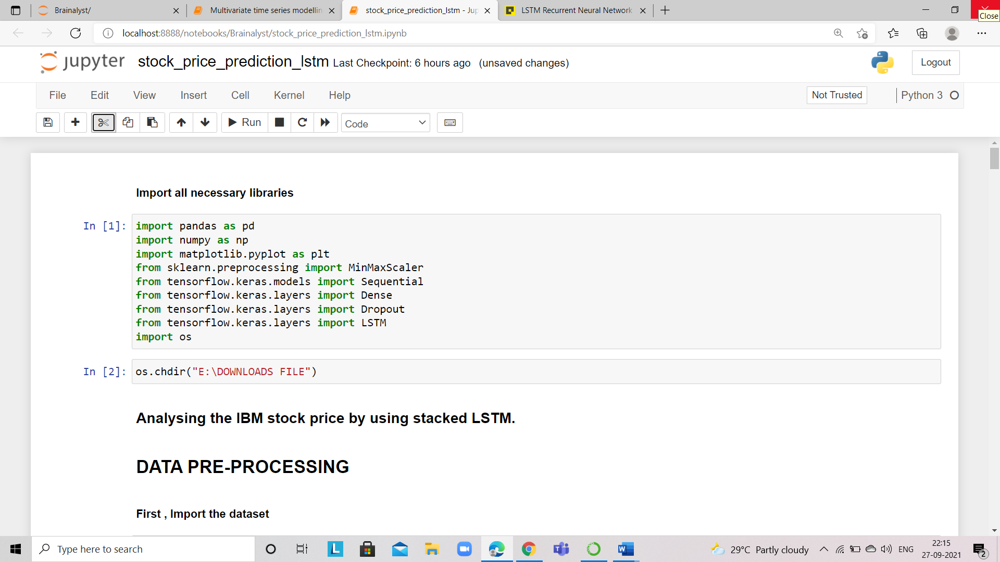 Brainalyst/
Multivariate time series modellin
stock_price_prediction_lstm - Jup
LSTM Recurrent Neural Network
Close
localhost:8888/notebooks/Brainalyst/stock_price_prediction_lstm.ipynb
jupyter stock_price_prediction_lstm Last Checkpoint: 6 hours ago (unsaved changes)
Logout
File Edit View Insert Cell Kernel Help
Not Trusted
Python 3
Run
Code
Import all necessary libraries
In [1]:
import pandas as pd
import numpy as np
import matplotlib.pyplot as plt
from sklearn.preprocessing import MinMaxScaler
from tensorflow.keras.models import Sequential
from tensorflow.keras.layers import Dense
from tensorflow.keras.layers import Dropout
from tensorflow.keras.layers import LSTM
import os
In [2]:
os.chdir("E:\DOWNLOADS FILE")
Analysing the IBM stock price by using stacked LSTM.
DATA PRE-PROCESSING
First , Import the dataset
Type here to search
L
W
29°C Partly cloudy
ENG
22:15
27-09-2021
2